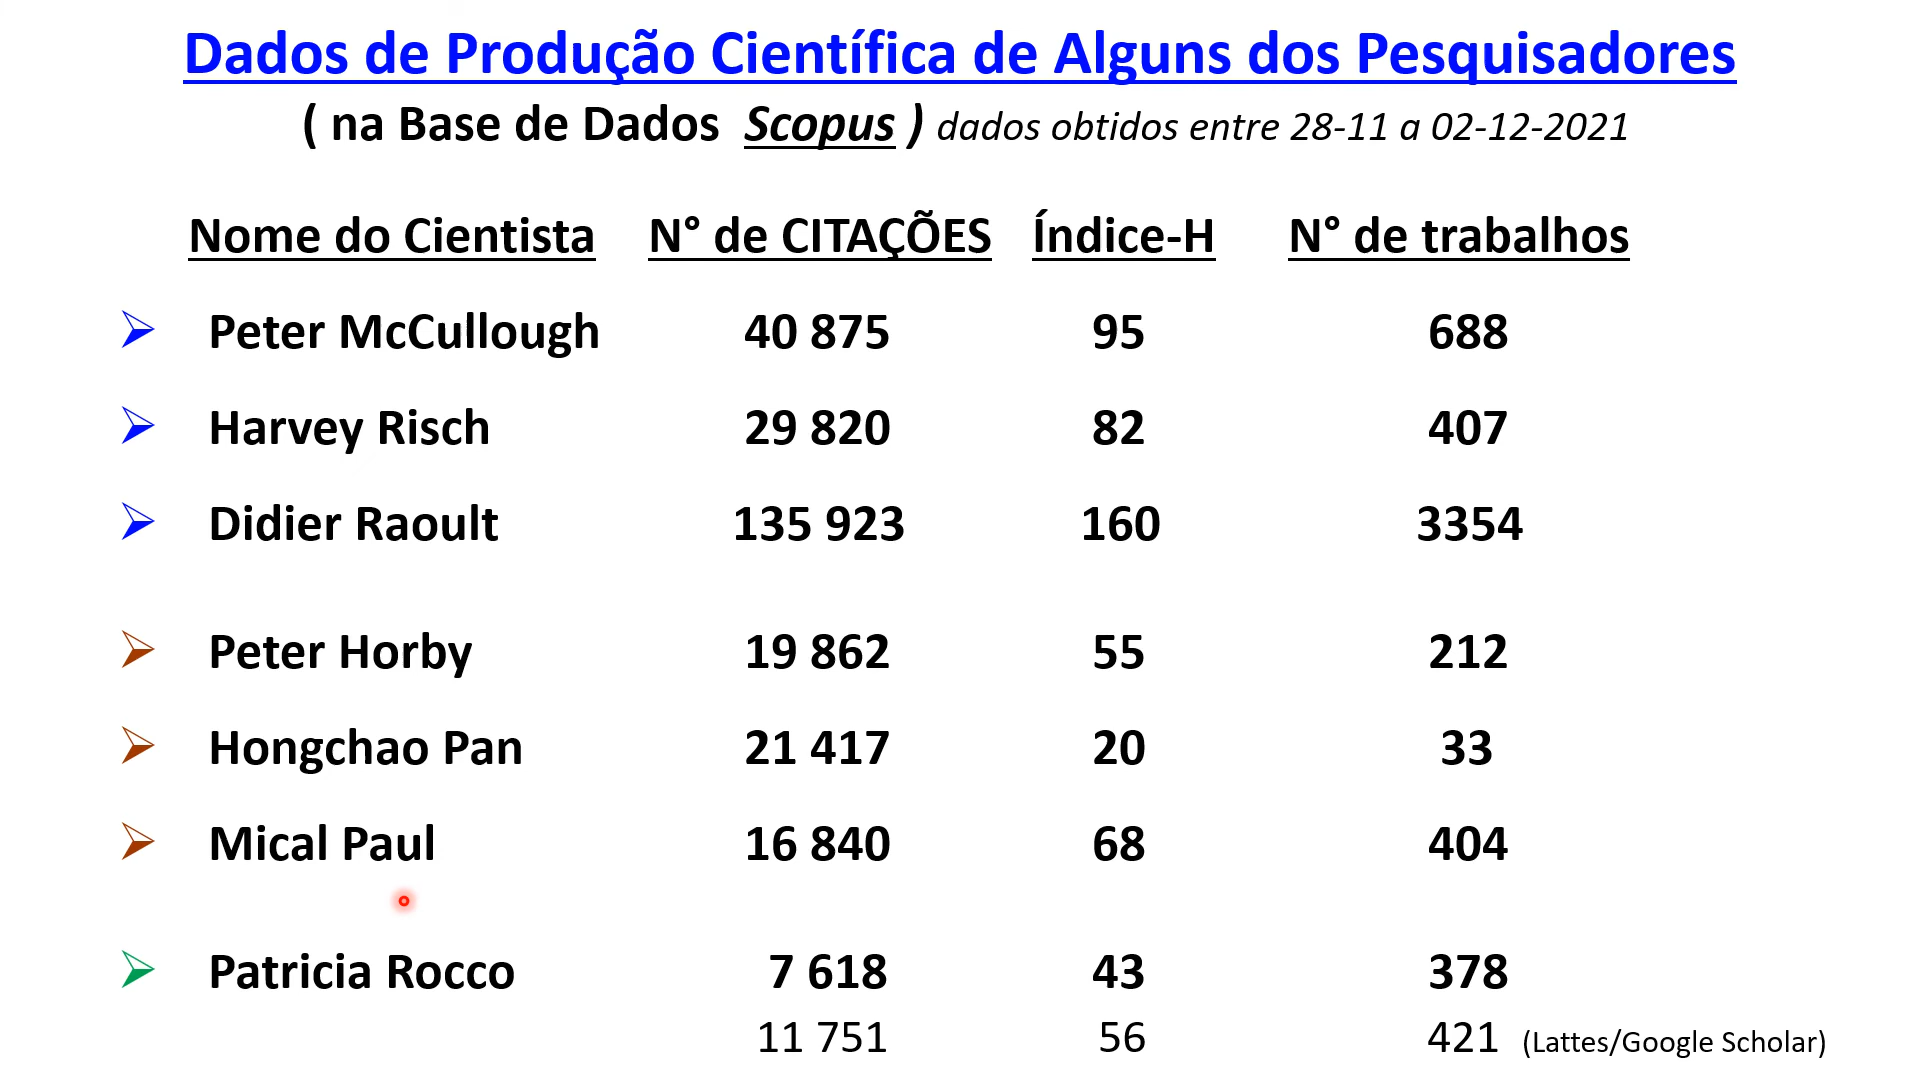 Dados de Produção Científica de Alguns dos Pesquisadores
( na Base de Dados Scopus ) dados obtidos entre 28-11 a 02-12-2021
Nome do Cientista N° de CITAÇÕES Índice-H N° de trabalhos
Peter McCullough 40 875 95 688
Harvey Risch 29 820 82 407
Didier Raoult 135 923 160 3354
Peter Horby 19 862 55 212
Hongchao Pan 21 417 20 33
Mical Paul 16 840 68 404
Patricia Rocco 7 618 43 378
11 751 56 421 (Lattes/Google Scholar)